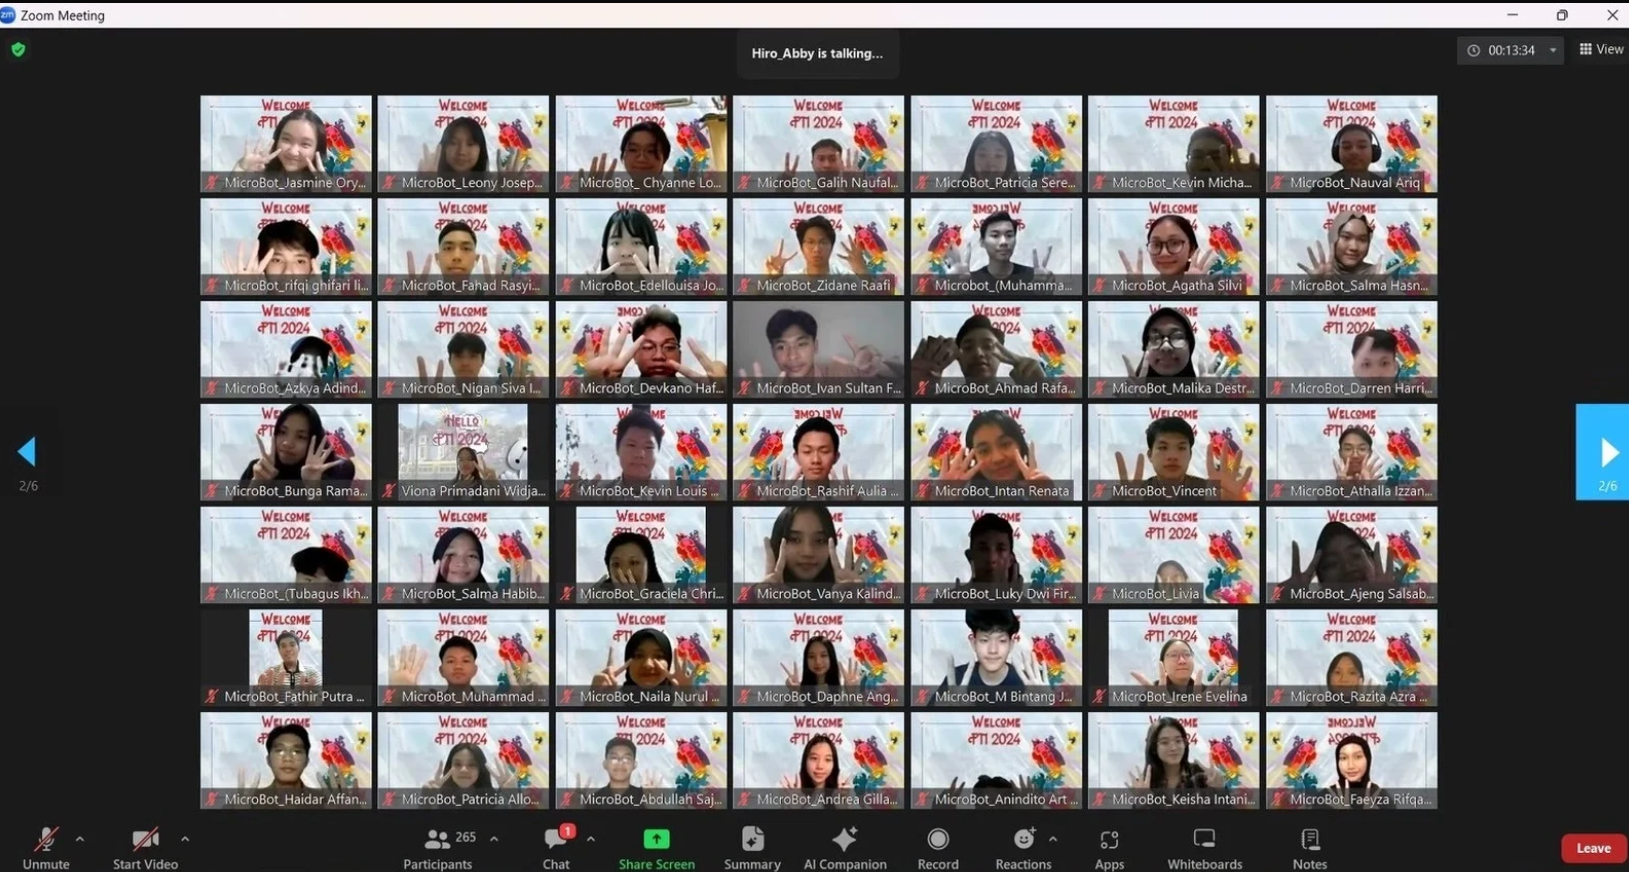 Zoom Meeting
Hiro_Abby is talking...
00:13:34
View
WELCOME
PTI 2024
MicroBot_Jasmine Ory...
MicroBot_Leony Josep...
MicroBot_ Chyanne Lo...
MicroBot_Galih Naufal...
MicroBot_Patricia Sere...
MicroBot_Kevin Micha...
MicroBot_Nauval Ariq
MicroBot_rifqi ghifari li...
MicroBot_Fahad Rasyi...
MicroBot_Edellouisa Jo...
MicroBot_Zidane Raafi
Microbot_(Muhamma...
MicroBot_Agatha Silvi
MicroBot_Salma Hasn...
MicroBot_Azkya Adind...
MicroBot_Nigan Siva I...
MicroBot_Devkano Haf...
MicroBot_Ivan Sultan F...
MicroBot_Ahmad Rafa...
MicroBot_Malika Destr...
MicroBot_Darren Harri...
HELLO
PTI 2024
MicroBot_Bunga Rama...
Viona Primadani Widja...
MicroBot_Kevin Louis ...
MicroBot_Rashif Aulia ...
MicroBot_Intan Renata
MicroBot_Vincent
MicroBot_Athalla Izzan...
2/6
2/6
MicroBot_(Tubagus Ikh...
MicroBot_Salma Habib...
MicroBot_Graciela Chri...
MicroBot_Vanya Kalind...
MicroBot_Luky Dwi Fir...
MicroBot_Livia
MicroBot_Ajeng Salsab...
MicroBot_Fathir Putra ...
MicroBot_Muhammad ...
MicroBot_Naila Nurul ...
MicroBot_Daphne Ang...
MicroBot_M Bintang J...
MicroBot_Irene Evelina
MicroBot_Razita Azra ...
MicroBot_Haidar Affan...
MicroBot_Patricia Allo...
MicroBot_Abdullah Saj...
MicroBot_Andrea Gilla...
MicroBot_Anindito Art ...
MicroBot_Keisha Intani...
MicroBot_Faeyza Rifqa...
Unmute
Start Video
265
Participants
1
Chat
Share Screen
Summary
AI Companion
Record
Reactions
Apps
Whiteboards
Notes
Leave